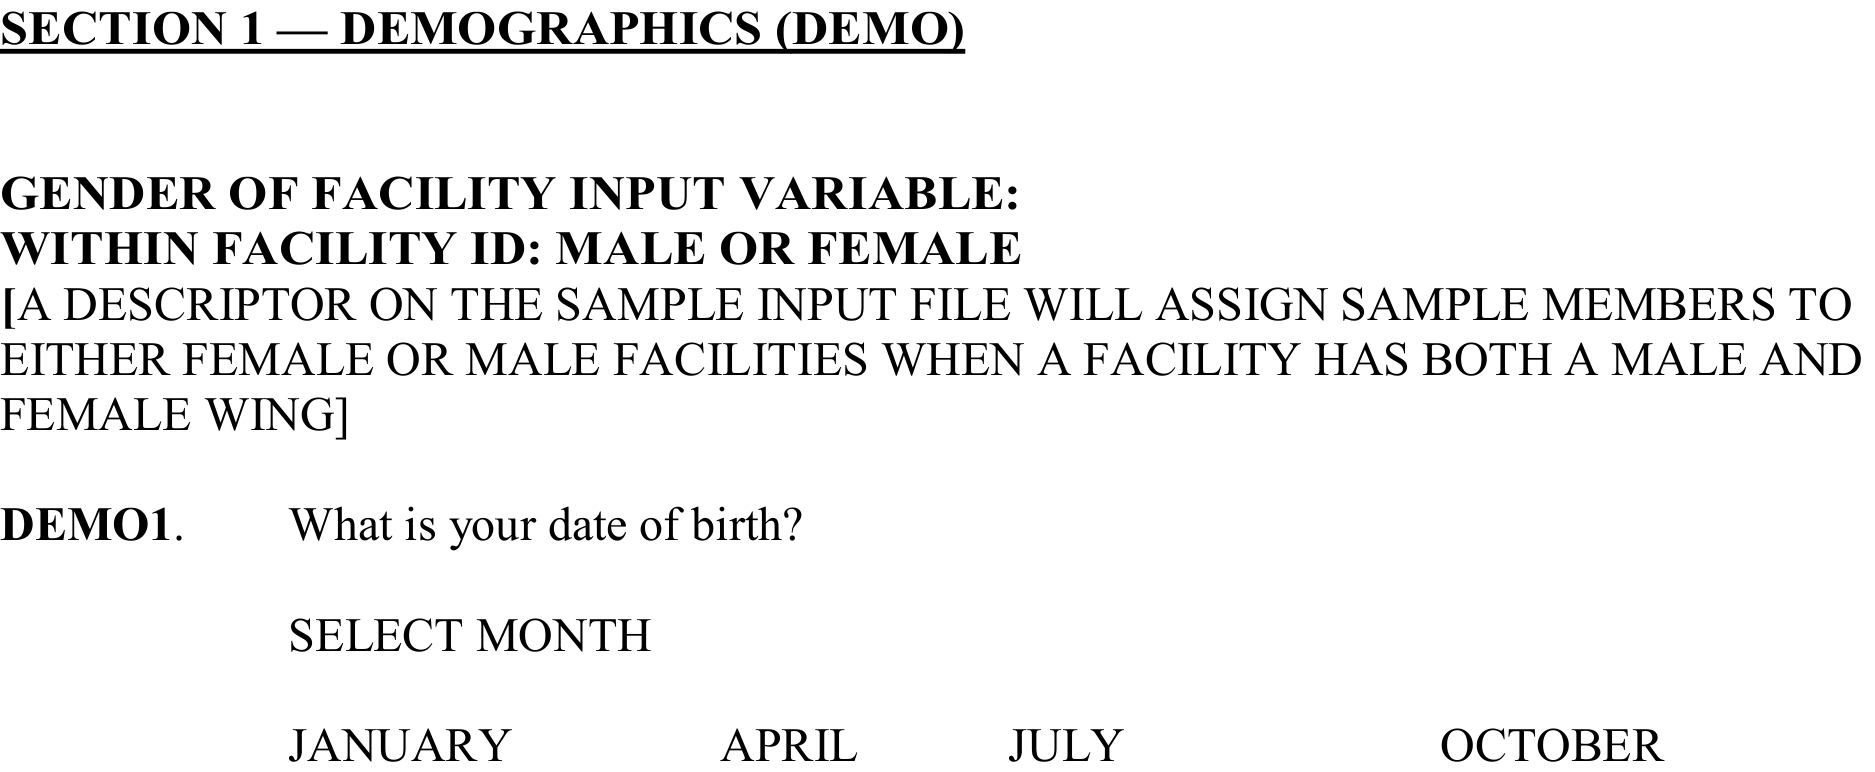 SECTION 1 — DEMOGRAPHICS (DEMO)
GENDER OF FACILITY INPUT VARIABLE:
WITHIN FACILITY ID: MALE OR FEMALE
[A DESCRIPTOR ON THE SAMPLE INPUT FILE WILL ASSIGN SAMPLE MEMBERS TO
EITHER FEMALE OR MALE FACILITIES WHEN A FACILITY HAS BOTH A MALE AND
FEMALE WING]
DEMO1. What is your date of birth?
SELECT MONTH
JANUARY APRIL JULY OCTOBER